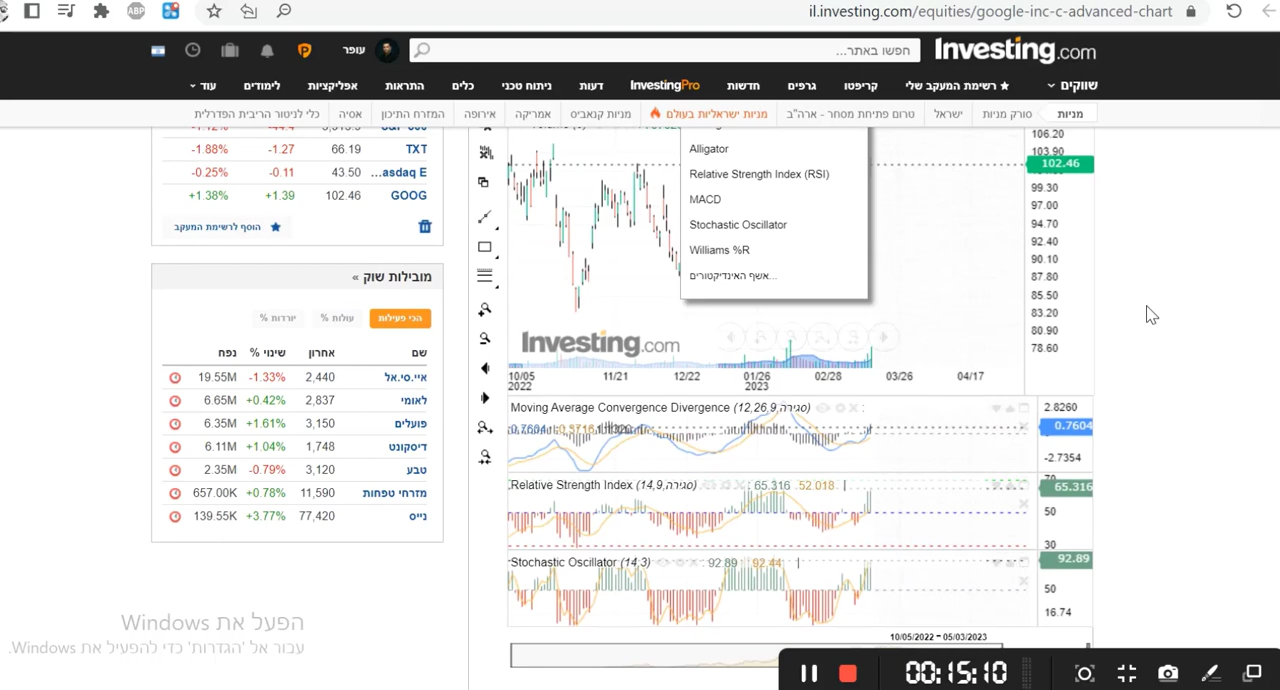 il.investing.com/equities/google-inc-c-advanced-chart
ABP
Investing.com
חפשו באתר...
עופר
שווקים
רשימת המעקב שלי
קריפטו
גרפים
חדשות
InvestingPro
דעות
ניתוח טכני
כלים
התראות
אפליקציות
לימודים
עוד
מניות
סורק מניות
ישראל
טרום פתיחת מסחר - ארה"ב
מניות ישראליות בעולם
מניות קנאביס
אמריקה
אירופה
המזרח התיכון
אסיה
כלי לניטור הריבית הפדרלית
-1.88% -1.27 66.19 TXT
-0.25% -0.11 43.50 ...asdaq E
+1.38% +1.39 102.46 GOOG
הוסף לרשימת המעקב
מובילות שוק »
הכי פעילות
עולות %
יורדות %
שם אחרון שינוי % נפח
איי.סי.אל 2,440 -1.33% 19.55M
לאומי 2,837 +0.42% 6.65M
פועלים 3,150 +1.61% 6.35M
דיסקונט 1,748 +1.04% 6.11M
טבע 3,120 -0.79% 2.35M
מזרחי טפחות 11,590 +0.78% 657.00K
נייס 77,420 +3.77% 139.55K
Alligator
Relative Strength Index (RSI)
MACD
Stochastic Oscillator
Williams %R
אשף האינדיקטורים...
106.20
103.90
102.46
99.30
97.00
94.70
92.40
90.10
87.80
85.50
83.20
80.90
78.60
Investing.com
10/05 11/21 12/22 01/26 02/28 03/26 04/17
2022 2023
Moving Average Convergence Divergence (12,26,9,סגירה)
2.8260
0.7604
-2.7354
Relative Strength Index (14,9,סגירה) : 65.316 52.018
65.316
50
30
Stochastic Oscillator (14,3) : 92.89 92.44
92.89
50
16.74
10/05/2022 - 05/03/2023
הפעל את Windows
עבור אל 'הגדרות' כדי להפעיל את Windows.
00:15:10